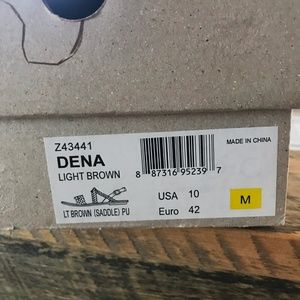 Z43441
DENA
LIGHT BROWN
8 87316 95239 7
MADE IN CHINA
LT BROWN (SADDLE) PU
USA 10
Euro 42
M